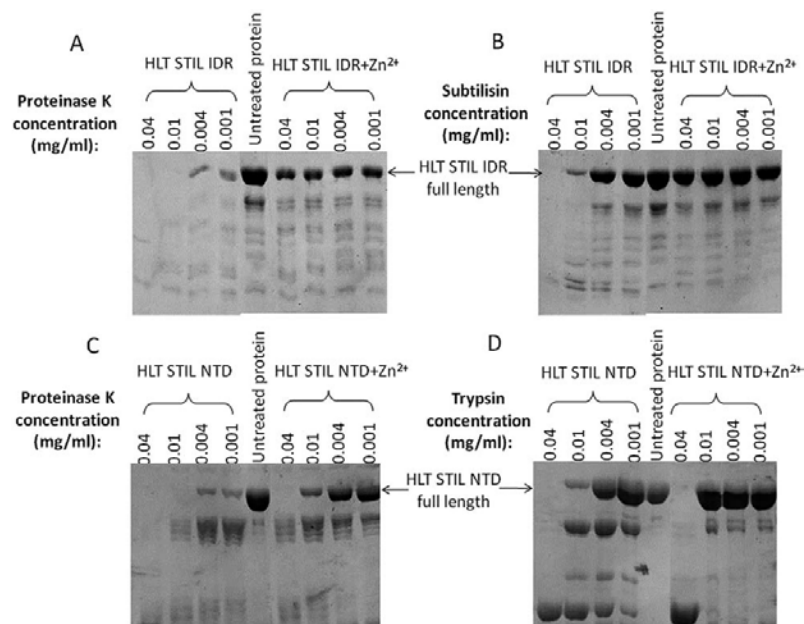 A
HLT STIL IDR
Untreated protein
HLT STIL IDR+Zn²⁺
Proteinase K
concentration
(mg/ml):
0.04
0.01
0.004
0.001
0.04
0.01
0.004
0.001
B
HLT STIL IDR
Untreated protein
HLT STIL IDR+Zn²⁺
Subtilisin
concentration
(mg/ml):
0.04
0.01
0.004
0.001
0.04
0.01
0.004
0.001
HLT STIL IDR
full length
C
HLT STIL NTD
Untreated protein
HLT STIL NTD+Zn²⁺
Proteinase K
concentration
(mg/ml):
0.04
0.01
0.004
0.001
0.04
0.01
0.004
0.001
D
HLT STIL NTD
Untreated protein
HLT STIL NTD+Zn²⁺
Trypsin
concentration
(mg/ml):
0.04
0.01
0.004
0.001
0.04
0.01
0.004
0.001
HLT STIL NTD
full length